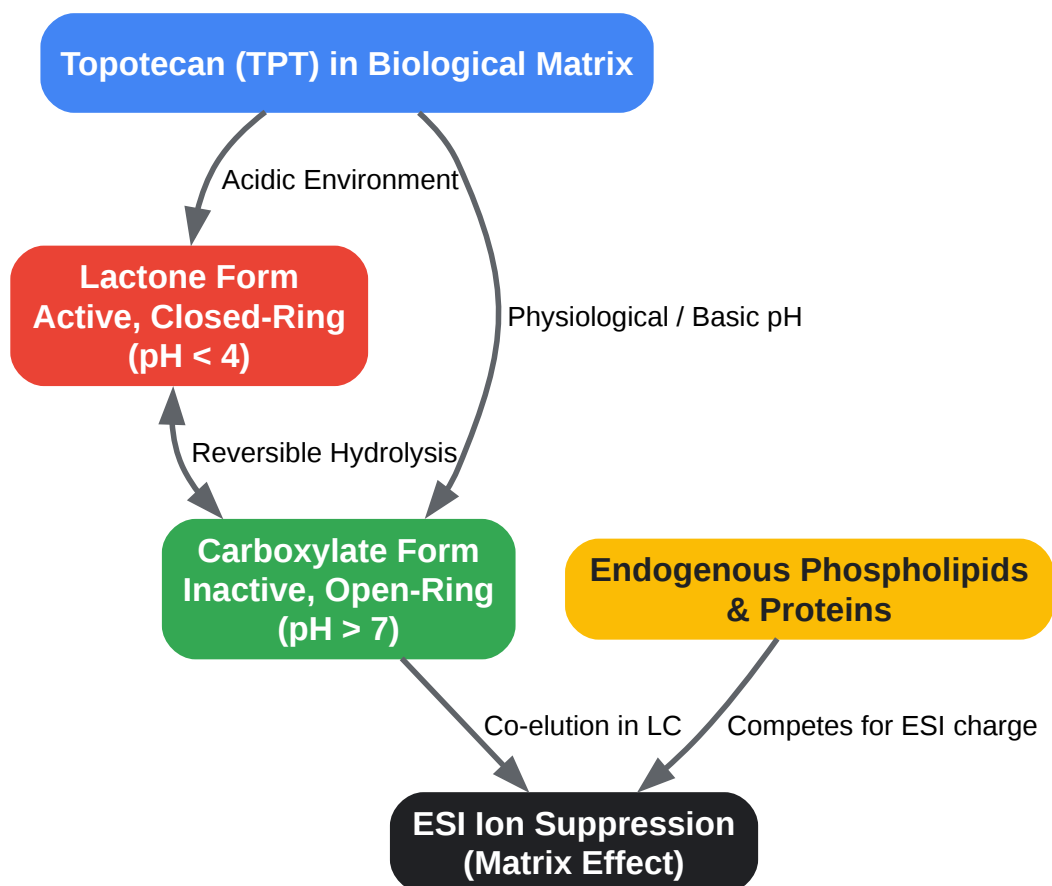 Topotecan (TPT) in Biological Matrix
Acidic Environment
Lactone Form
Active, Closed-Ring
(pH < 4)
Physiological / Basic pH
Reversible Hydrolysis
Carboxylate Form
Inactive, Open-Ring
(pH > 7)
Endogenous Phospholipids
& Proteins
Co-elution in LC
Competes for ESI charge
ESI Ion Suppression
(Matrix Effect)